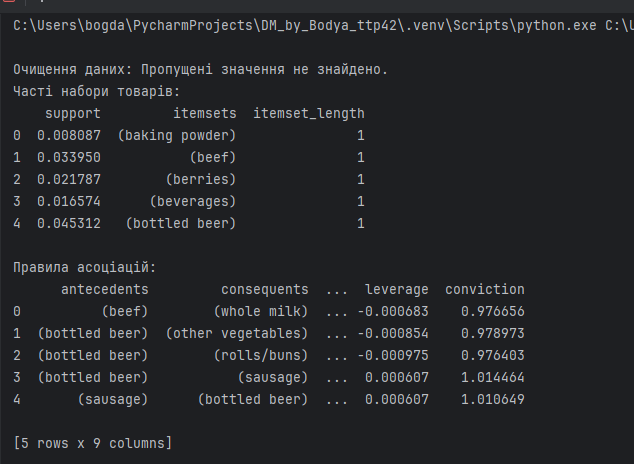 C:\Users\bogda\PycharmProjects\DM_by_Bodya_ttp42\.venv\Scripts\python.exe C:\U
Очищення даних: Пропущені значення не знайдено.
Часті набори товарів:
support itemsets itemset_length
0 0.008087 (baking powder) 1
1 0.033950 (beef) 1
2 0.021787 (berries) 1
3 0.016574 (beverages) 1
4 0.045312 (bottled beer) 1
Правила асоціацій:
antecedents consequents ... leverage conviction
0 (beef) (whole milk) ... -0.000683 0.976656
1 (bottled beer) (other vegetables) ... -0.000854 0.978973
2 (bottled beer) (rolls/buns) ... -0.000975 0.976403
3 (bottled beer) (sausage) ... 0.000607 1.014464
4 (sausage) (bottled beer) ... 0.000607 1.010649
[5 rows x 9 columns]